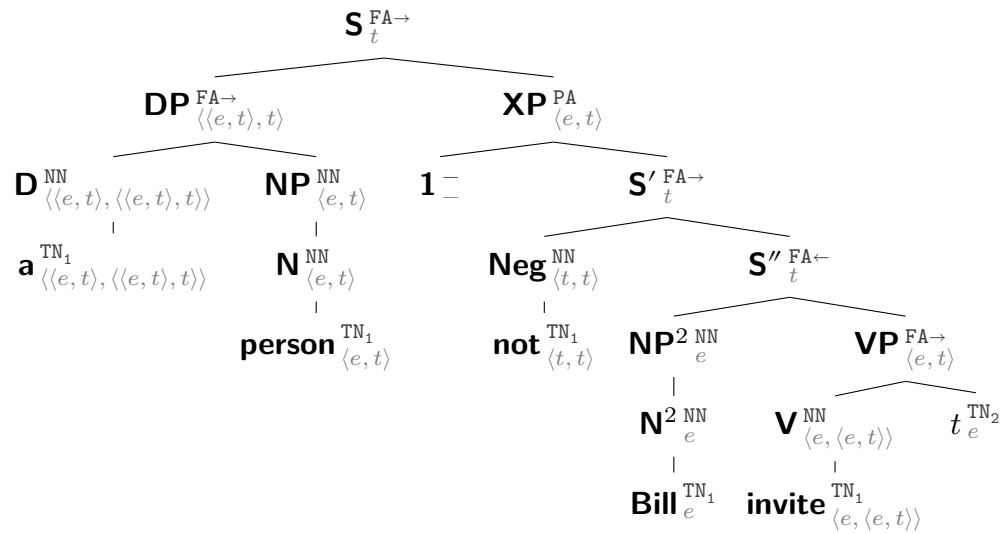 S FA→ t
DP FA→ ⟨⟨e, t⟩, t⟩ XP PA ⟨e, t⟩
D NN ⟨⟨e, t⟩, ⟨⟨e, t⟩, t⟩⟩ NP NN ⟨e, t⟩ 1 – – S′ FA→ t
a TN₁ ⟨⟨e, t⟩, ⟨⟨e, t⟩, t⟩⟩ N NN ⟨e, t⟩ Neg NN ⟨t, t⟩ S″ FA← t
person TN₁ ⟨e, t⟩ not TN₁ ⟨t, t⟩ NP² NN e VP FA→ ⟨e, t⟩
N² NN e V NN ⟨e, ⟨e, t⟩⟩ t TN₂ e
Bill TN₁ e invite TN₁ ⟨e, ⟨e, t⟩⟩